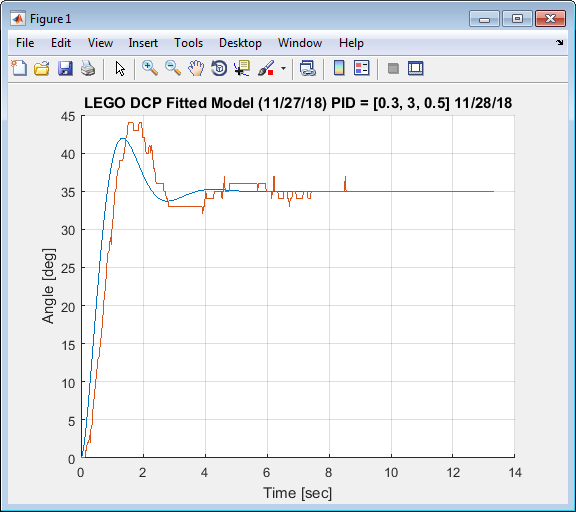 Figure 1
File Edit View Insert Tools Desktop Window Help
LEGO DCP Fitted Model (11/27/18) PID = [0.3, 3, 0.5] 11/28/18
45
40
35
30
25
20
15
10
5
0
Angle [deg]
0 2 4 6 8 10 12 14
Time [sec]